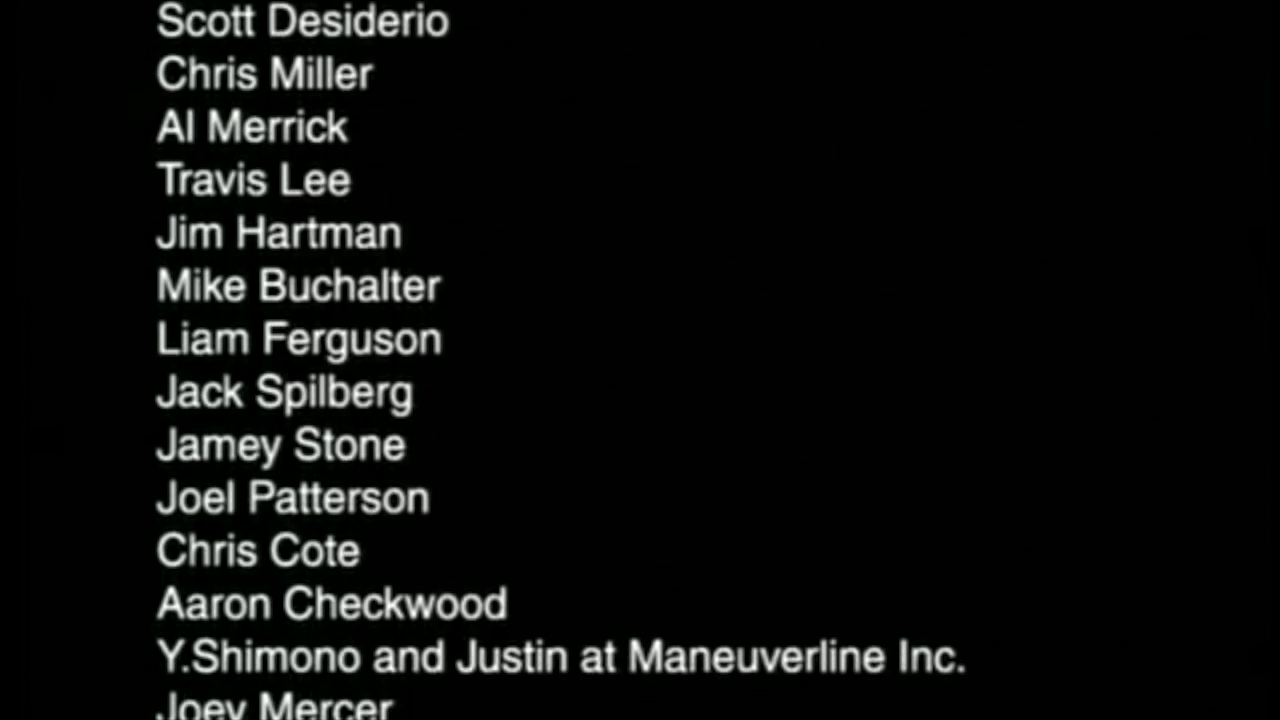 Scott Desiderio
Chris Miller
Al Merrick
Travis Lee
Jim Hartman
Mike Buchalter
Liam Ferguson
Jack Spilberg
Jamey Stone
Joel Patterson
Chris Cote
Aaron Checkwood
Y.Shimono and Justin at Maneuverline Inc.
Joey Mercer